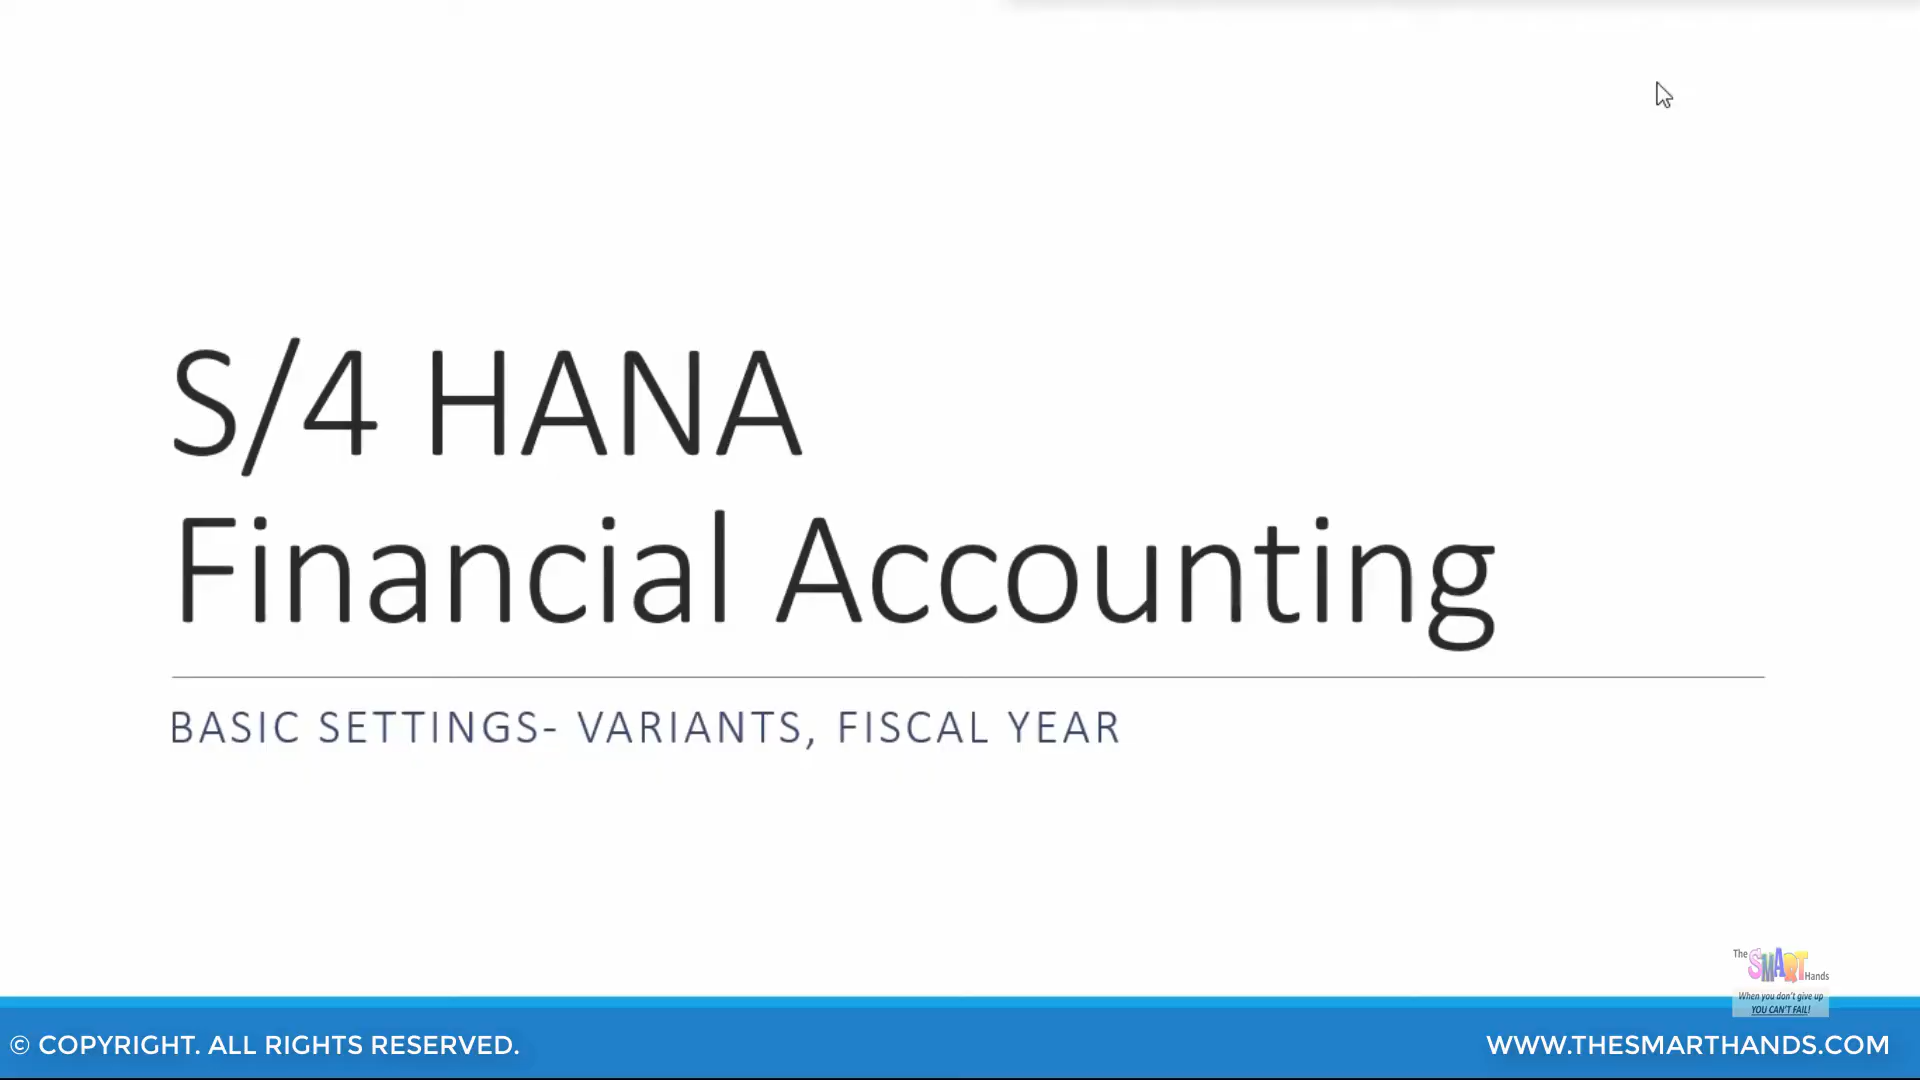 S/4 HANA
Financial Accounting
BASIC SETTINGS- VARIANTS, FISCAL YEAR
The SMART Hands
When you don't give up
YOU CAN'T FAIL!
© COPYRIGHT. ALL RIGHTS RESERVED.
WWW.THESMARTHANDS.COM